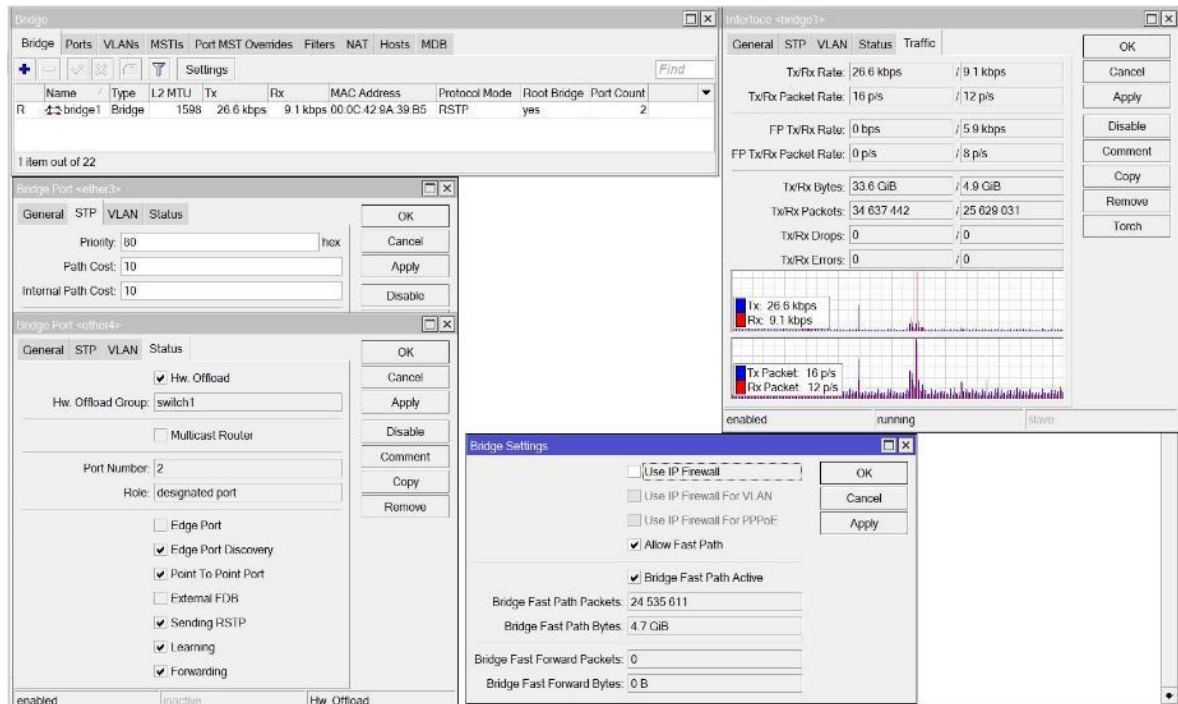 Bridge
Bridge Ports VLANs MSTIs Port MST Overrides Filters NAT Hosts MDB
Settings Find
Name Type L2 MTU Tx Rx MAC Address Protocol Mode Root Bridge Port Count
R bridge1 Bridge 1598 26.6 kbps 9.1 kbps 00:0C:42:9A:39:B5 RSTP yes 2
1 item out of 22
Bridge Port <ether3>
General STP VLAN Status
OK
Priority: 80 hex
Cancel
Path Cost: 10
Apply
Internal Path Cost: 10
Disable
Bridge Port <ether4>
General STP VLAN Status
OK
Hw. Offload
Cancel
Hw. Offload Group: switch1
Apply
Multicast Router
Disable
Comment
Port Number: 2
Copy
Role: designated port
Remove
Edge Port
Edge Port Discovery
Point To Point Port
External FDB
Sending RSTP
Learning
Forwarding
enabled inactive Hw. Offload
Interface <bridge1>
General STP VLAN Status Traffic
OK
Tx/Rx Rate: 26.6 kbps / 9.1 kbps
Cancel
Tx/Rx Packet Rate: 16 p/s / 12 p/s
Apply
FP Tx/Rx Rate: 0 bps / 5.9 kbps
Disable
FP Tx/Rx Packet Rate: 0 p/s / 8 p/s
Comment
Copy
Tx/Rx Bytes: 33.6 GiB / 4.9 GiB
Remove
Tx/Rx Packets: 34 637 442 / 25 629 031
Torch
Tx/Rx Drops: 0 / 0
Tx/Rx Errors: 0 / 0
Tx: 26.6 kbps
Rx: 9.1 kbps
Tx Packet: 16 p/s
Rx Packet: 12 p/s
enabled running slave
Bridge Settings
Use IP Firewall
OK
Use IP Firewall For VLAN
Cancel
Use IP Firewall For PPPoE
Apply
Allow Fast Path
Bridge Fast Path Active
Bridge Fast Path Packets: 24 535 611
Bridge Fast Path Bytes: 4.7 GiB
Bridge Fast Forward Packets: 0
Bridge Fast Forward Bytes: 0 B